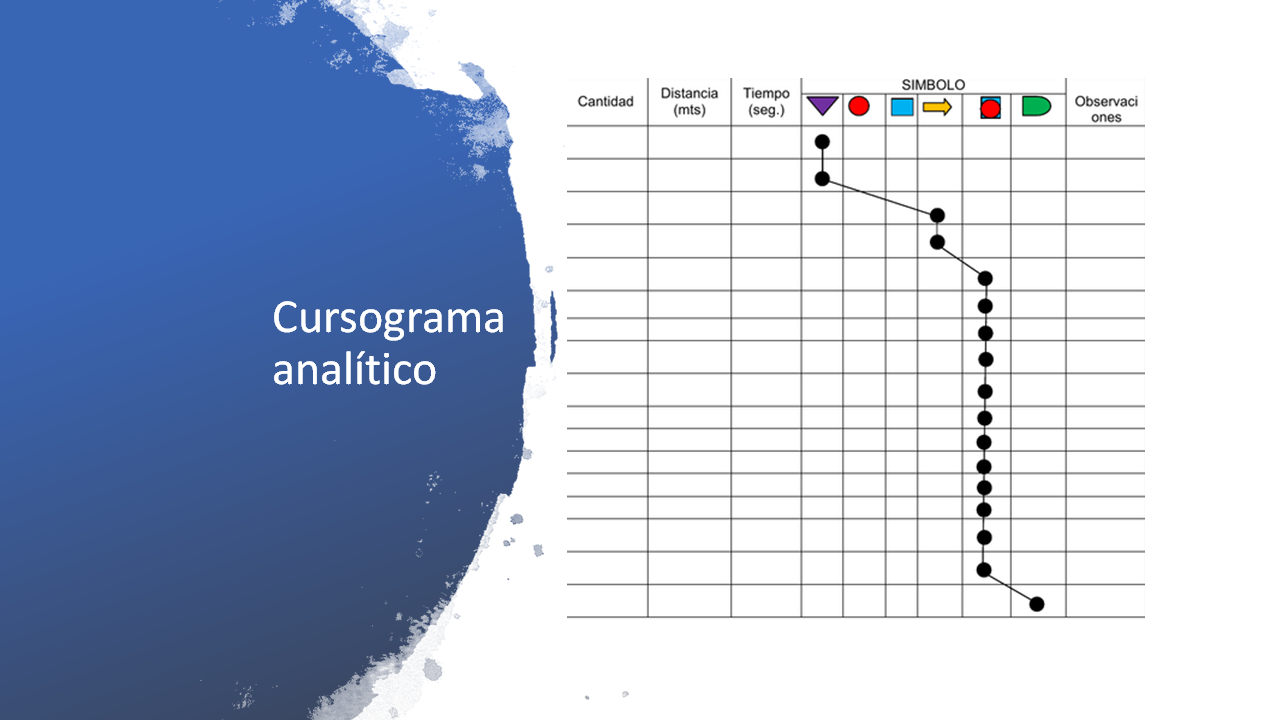 Cursograma
analítico
SIMBOLO
Cantidad
Distancia
(mts)
Tiempo
(seg.)
Observaci
ones